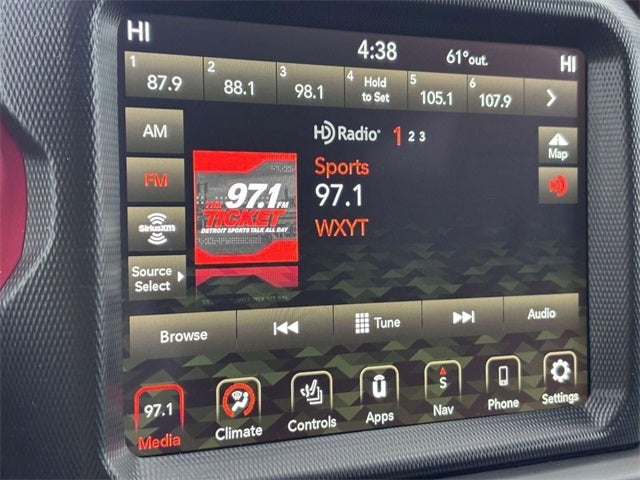 HI
4:38
61°out.
HI
1
87.9
2
88.1
3
98.1
4
Hold
to Set
5
105.1
6
107.9
AM
FM
SiriusXM
Source
Select
HD Radio® 1 2 3
Sports
97.1
WXYT
97.1 FM
THE
TICKET
DETROIT SPORTS TALK ALL DAY
Map
Browse
Tune
Audio
97.1
Media
Climate
Controls
Apps
S
Nav
Phone
Settings